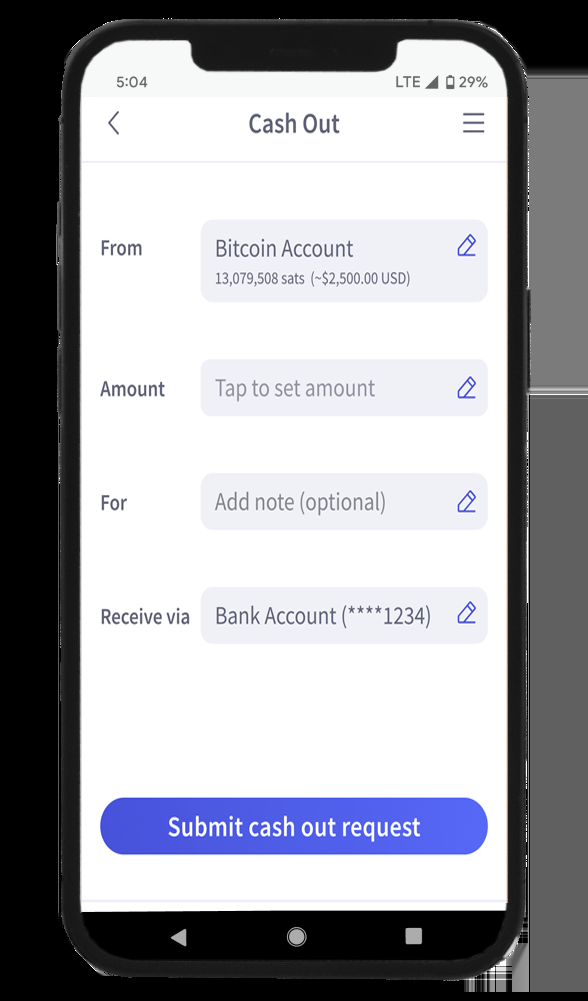 5:04 LTE 29%
Cash Out
From Bitcoin Account
13,079,508 sats (~$2,500.00 USD)
Amount Tap to set amount
For Add note (optional)
Receive via Bank Account (****1234)
Submit cash out request